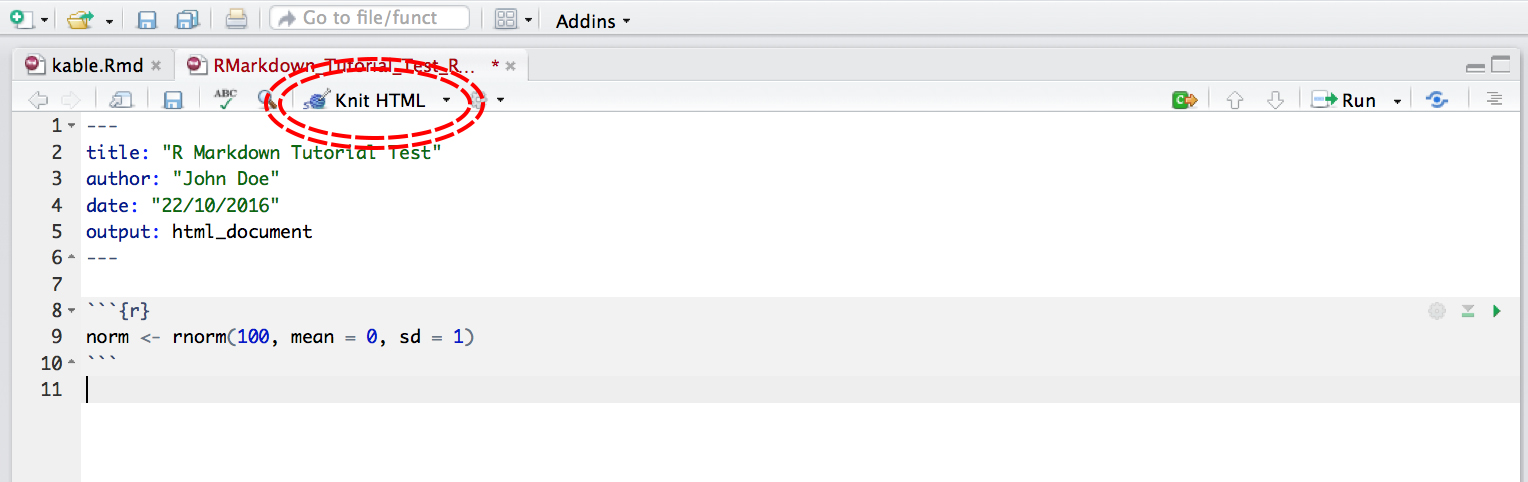 Go to file/funct Addins
kable.Rmd RMarkdown_Tutorial_Test_R... *
ABC Knit HTML Run
1 ---
2 title: "R Markdown Tutorial Test"
3 author: "John Doe"
4 date: "22/10/2016"
5 output: html_document
6 ---
7
8 ```{r}
9 norm <- rnorm(100, mean = 0, sd = 1)
10 ```
11